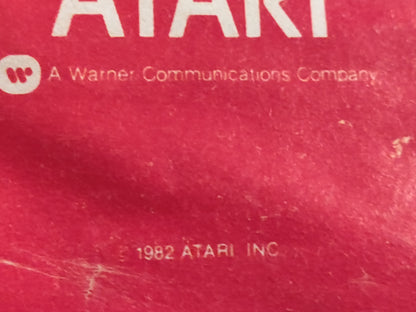 ATARI
A Warner Communications Company
© 1982 ATARI INC.